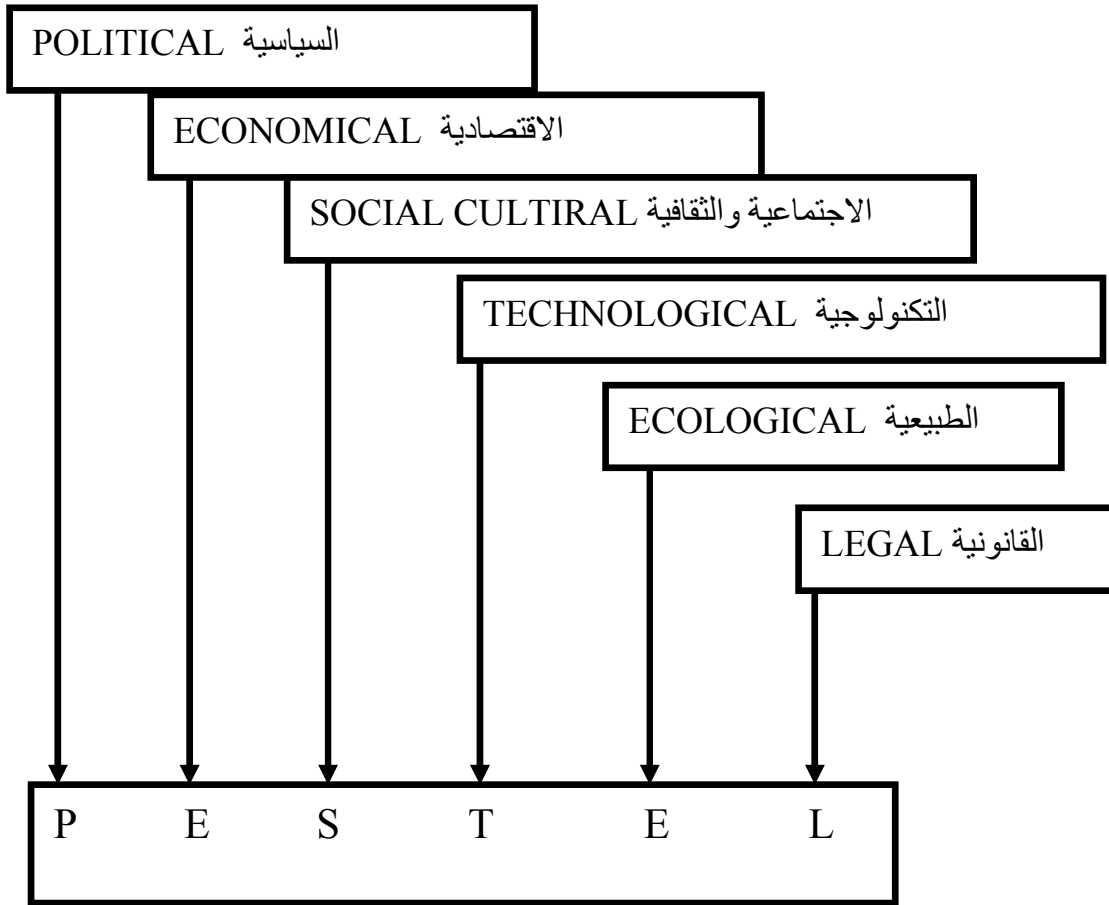 POLITICAL السياسية
ECONOMICAL الاقتصادية
SOCIAL CULTIRAL الاجتماعية والثقافية
TECHNOLOGICAL التكنولوجية
ECOLOGICAL الطبيعية
LEGAL القانونية
P E S T E L